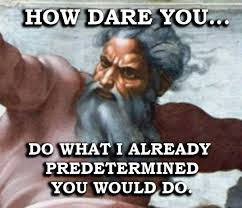 HOW DARE YOU...
DO WHAT I ALREADY
PREDETERMINED
YOU WOULD DO.